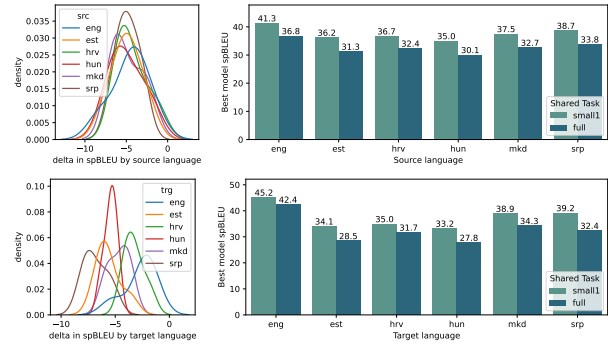 src
eng
est
hrv
hun
mkd
srp
0.035
0.030
0.025
0.020
0.015
0.010
0.005
0.000
density
−10
−5
0
delta in spBLEU by source language
Best model spBLEU
40
30
20
10
0
41.3
36.8
36.2
31.3
36.7
32.4
35.0
30.1
37.5
32.7
38.7
33.8
Shared Task
small1
full
eng
est
hrv
hun
mkd
srp
Source language
trg
eng
est
hrv
hun
mkd
srp
0.10
0.08
0.06
0.04
0.02
0.00
density
−10
−5
0
delta in spBLEU by target language
Best model spBLEU
50
40
30
20
10
0
45.2
42.4
34.1
28.5
35.0
31.7
33.2
27.8
38.9
34.3
39.2
32.4
Shared Task
small1
full
eng
est
hrv
hun
mkd
srp
Target language